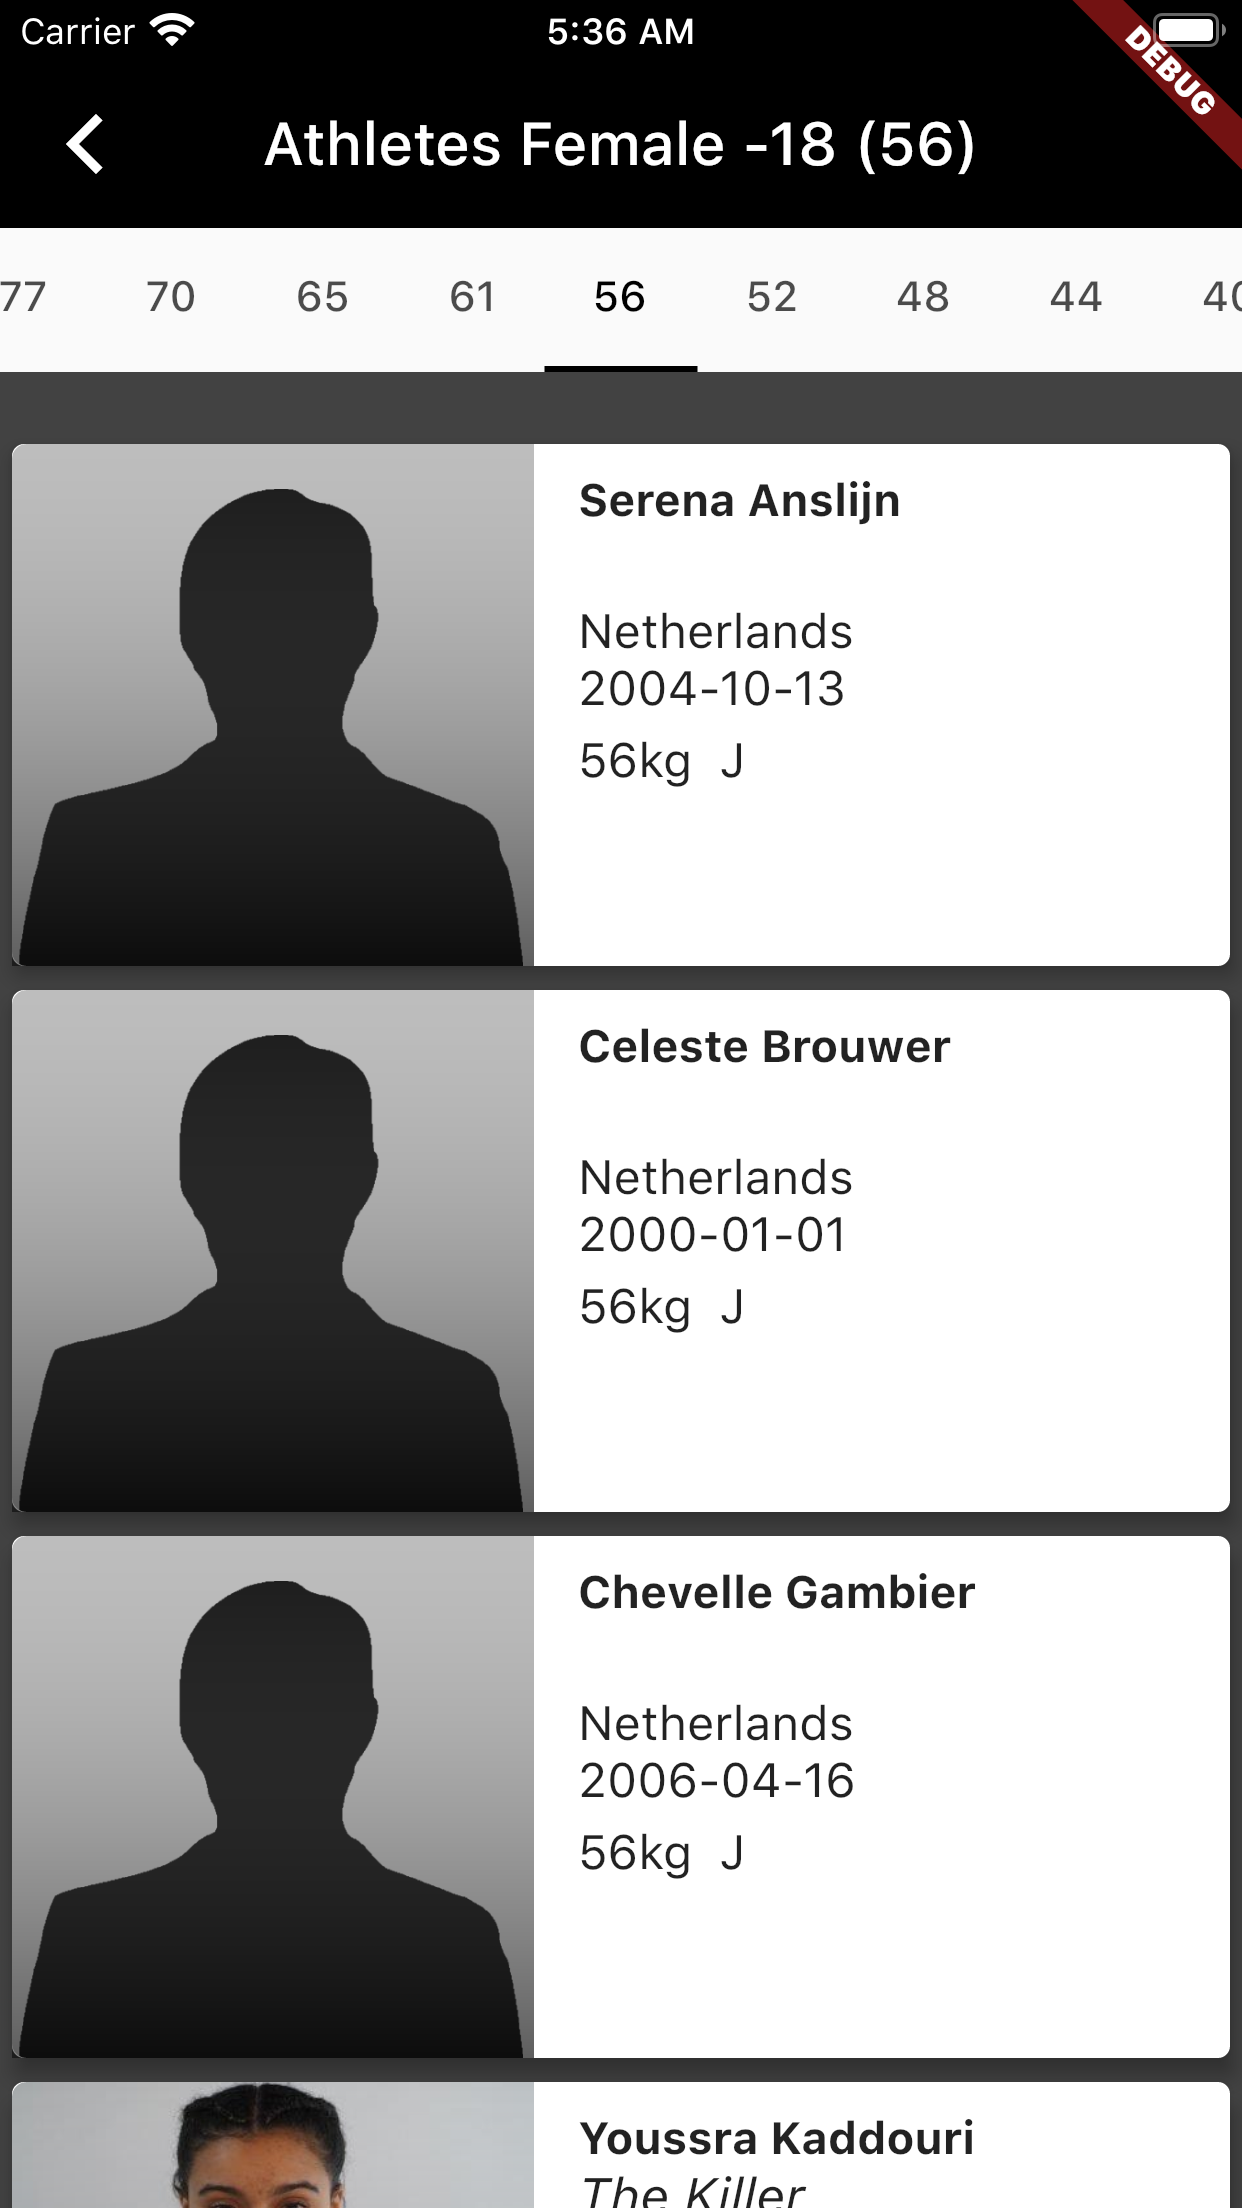 Carrier 5:36 AM
DEBUG
Athletes Female -18 (56)
77 70 65 61 56 52 48 44 40
Serena Anslijn
Netherlands
2004-10-13
56kg J
Celeste Brouwer
Netherlands
2000-01-01
56kg J
Chevelle Gambier
Netherlands
2006-04-16
56kg J
Youssra Kaddouri
The Killer